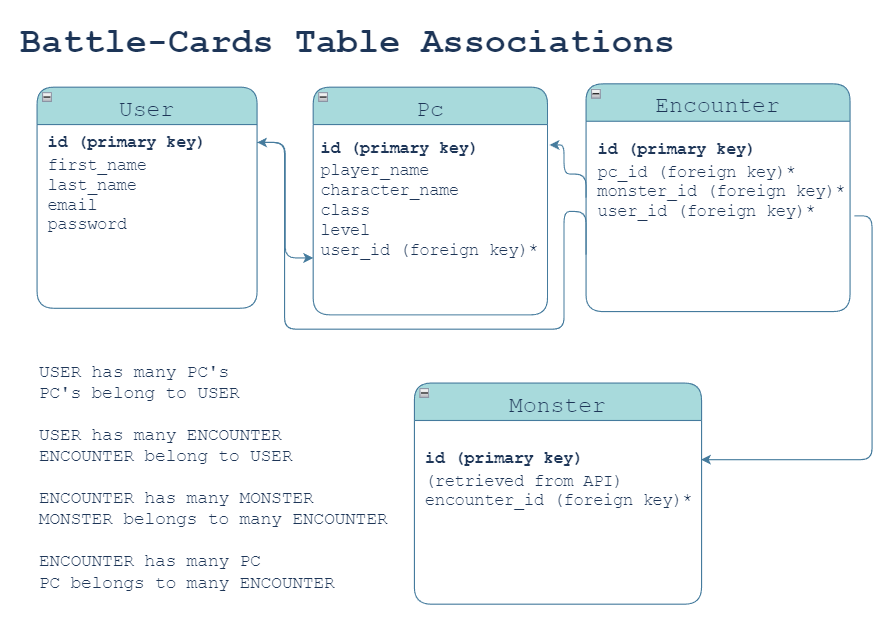 Battle-Cards Table Associations
User
id (primary key)
first_name
last_name
email
password
Pc
id (primary key)
player_name
character_name
class
level
user_id (foreign key)*
Encounter
id (primary key)
pc_id (foreign key)*
monster_id (foreign key)*
user_id (foreign key)*
USER has many PC's
PC's belong to USER
USER has many ENCOUNTER
ENCOUNTER belong to USER
ENCOUNTER has many MONSTER
MONSTER belongs to many ENCOUNTER
ENCOUNTER has many PC
PC belongs to many ENCOUNTER
Monster
id (primary key)
(retrieved from API)
encounter_id (foreign key)*